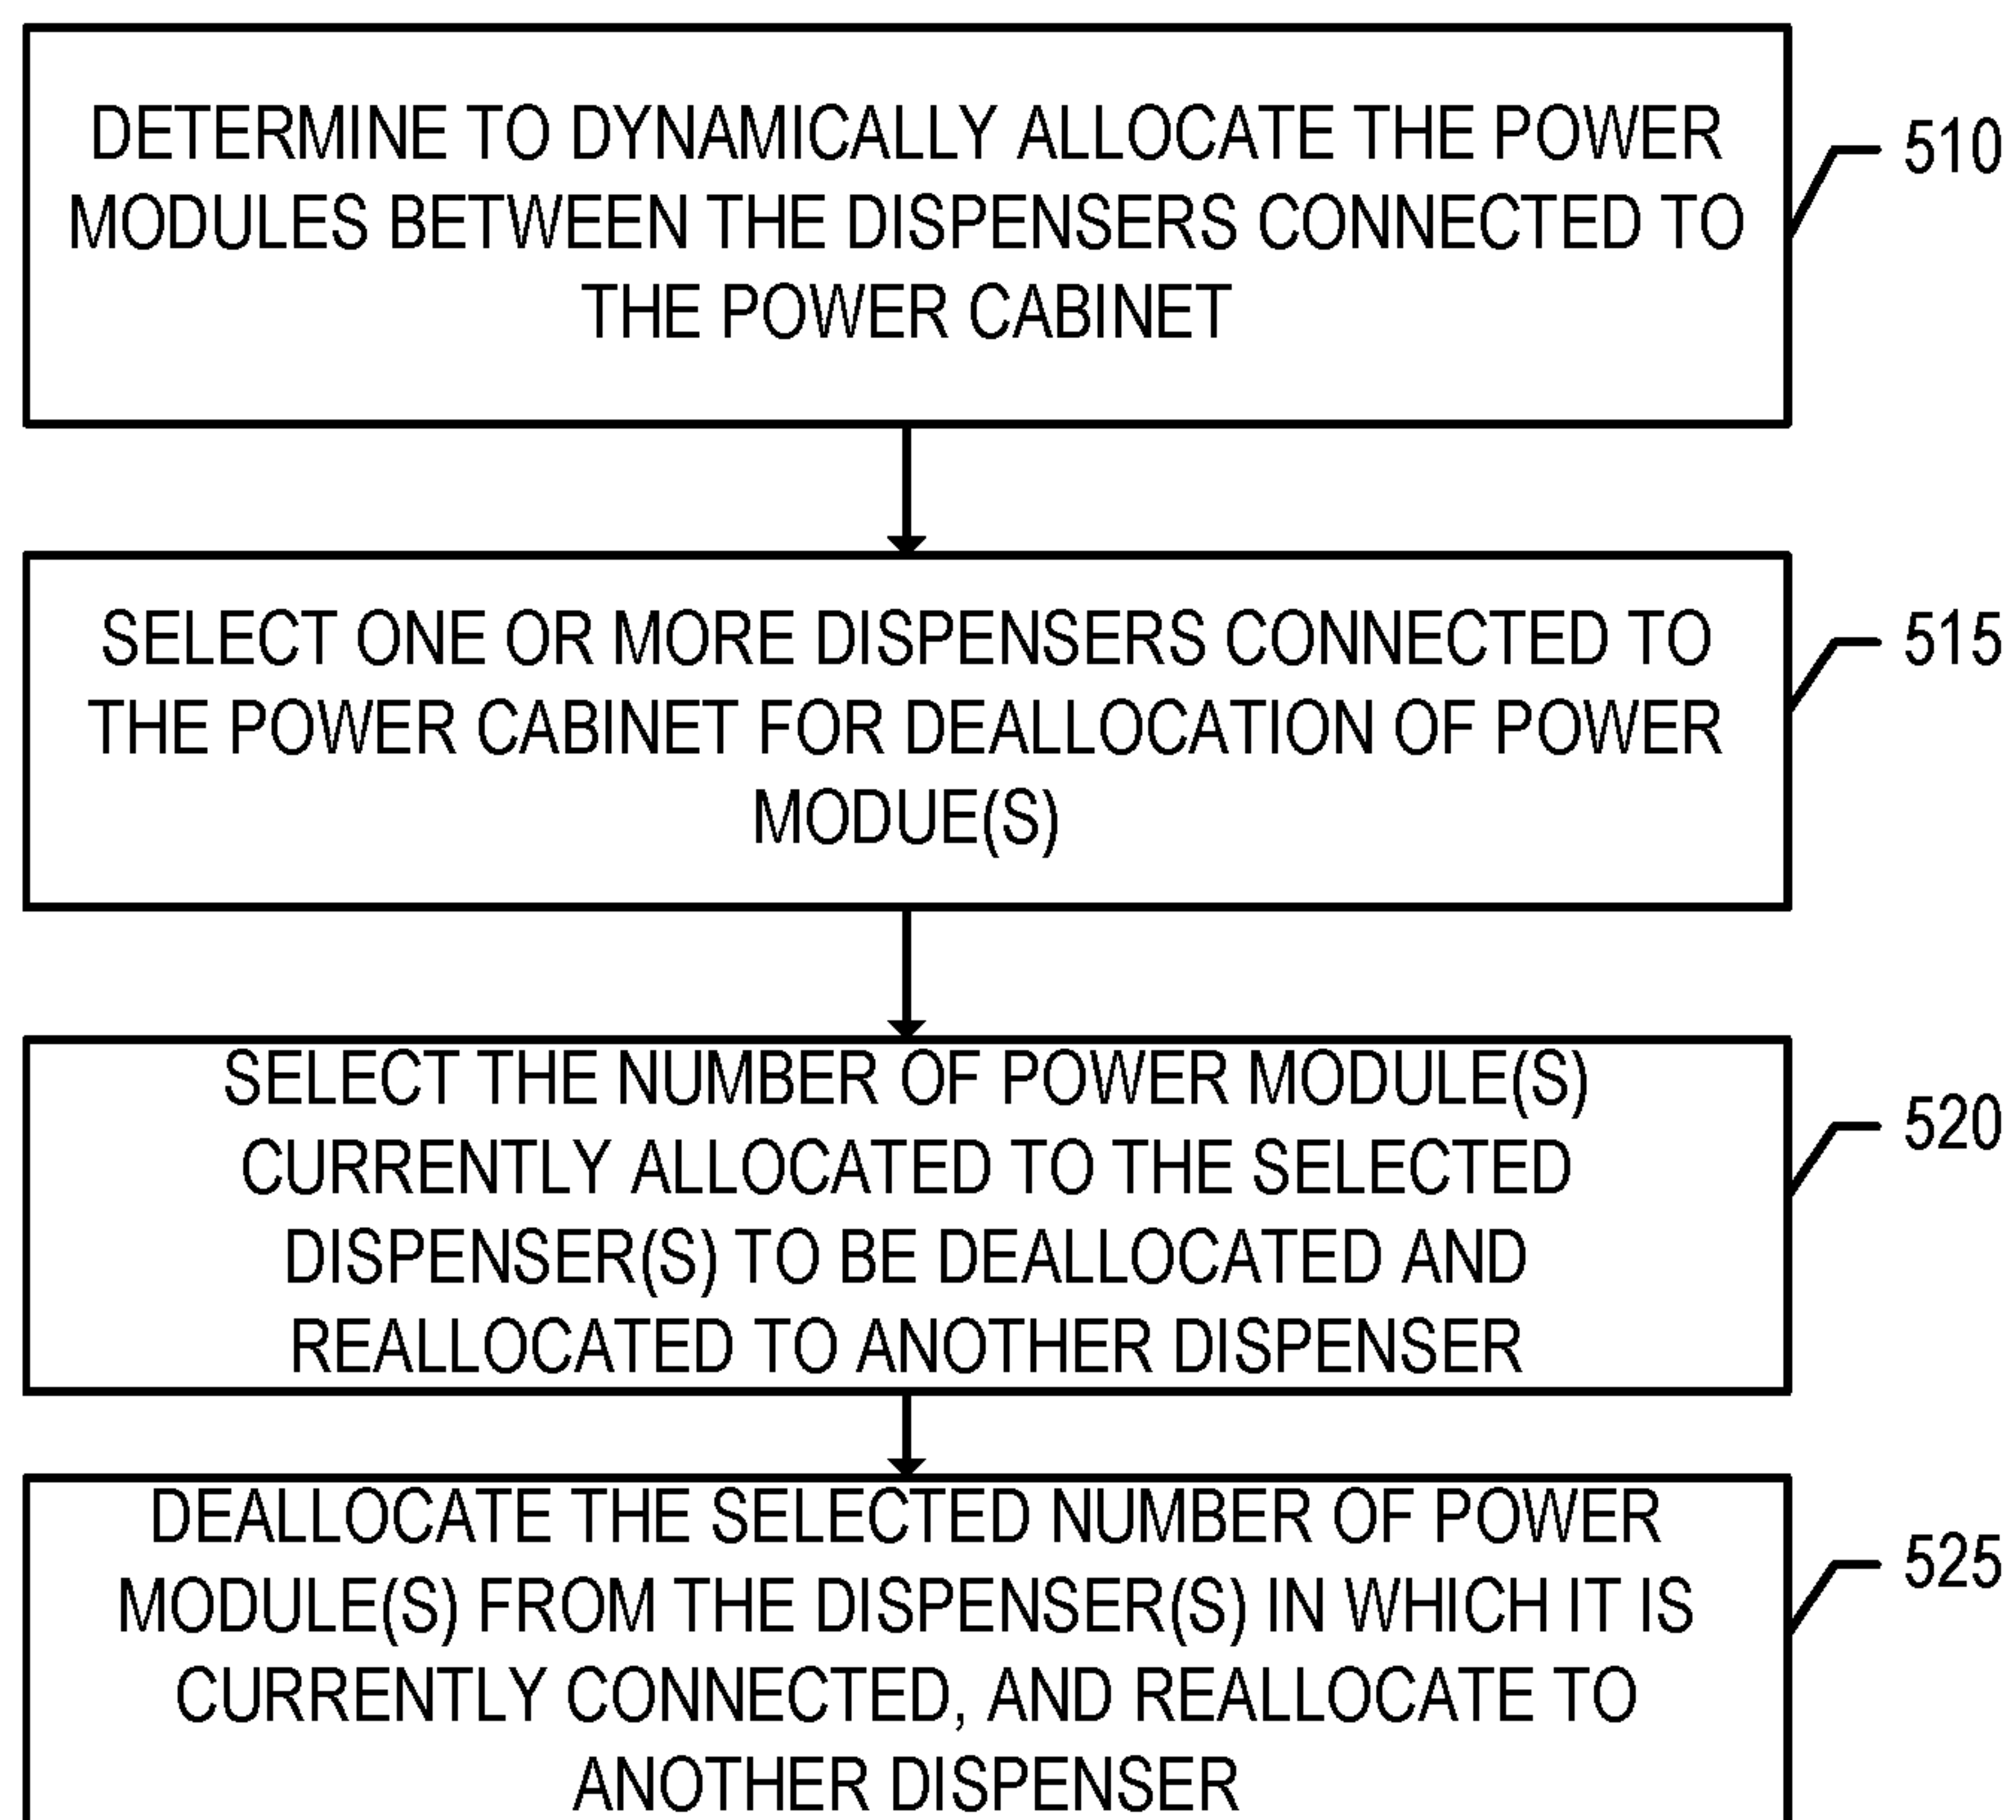 DETERMINE TO DYNAMICALLY ALLOCATE THE POWER
MODULES BETWEEN THE DISPENSERS CONNECTED TO
THE POWER CABINET
510
SELECT ONE OR MORE DISPENSERS CONNECTED TO
THE POWER CABINET FOR DEALLOCATION OF POWER
MODUE(S)
515
SELECT THE NUMBER OF POWER MODULE(S)
CURRENTLY ALLOCATED TO THE SELECTED
DISPENSER(S) TO BE DEALLOCATED AND
REALLOCATED TO ANOTHER DISPENSER
520
DEALLOCATE THE SELECTED NUMBER OF POWER
MODULE(S) FROM THE DISPENSER(S) IN WHICH IT IS
CURRENTLY CONNECTED, AND REALLOCATE TO
ANOTHER DISPENSER
525